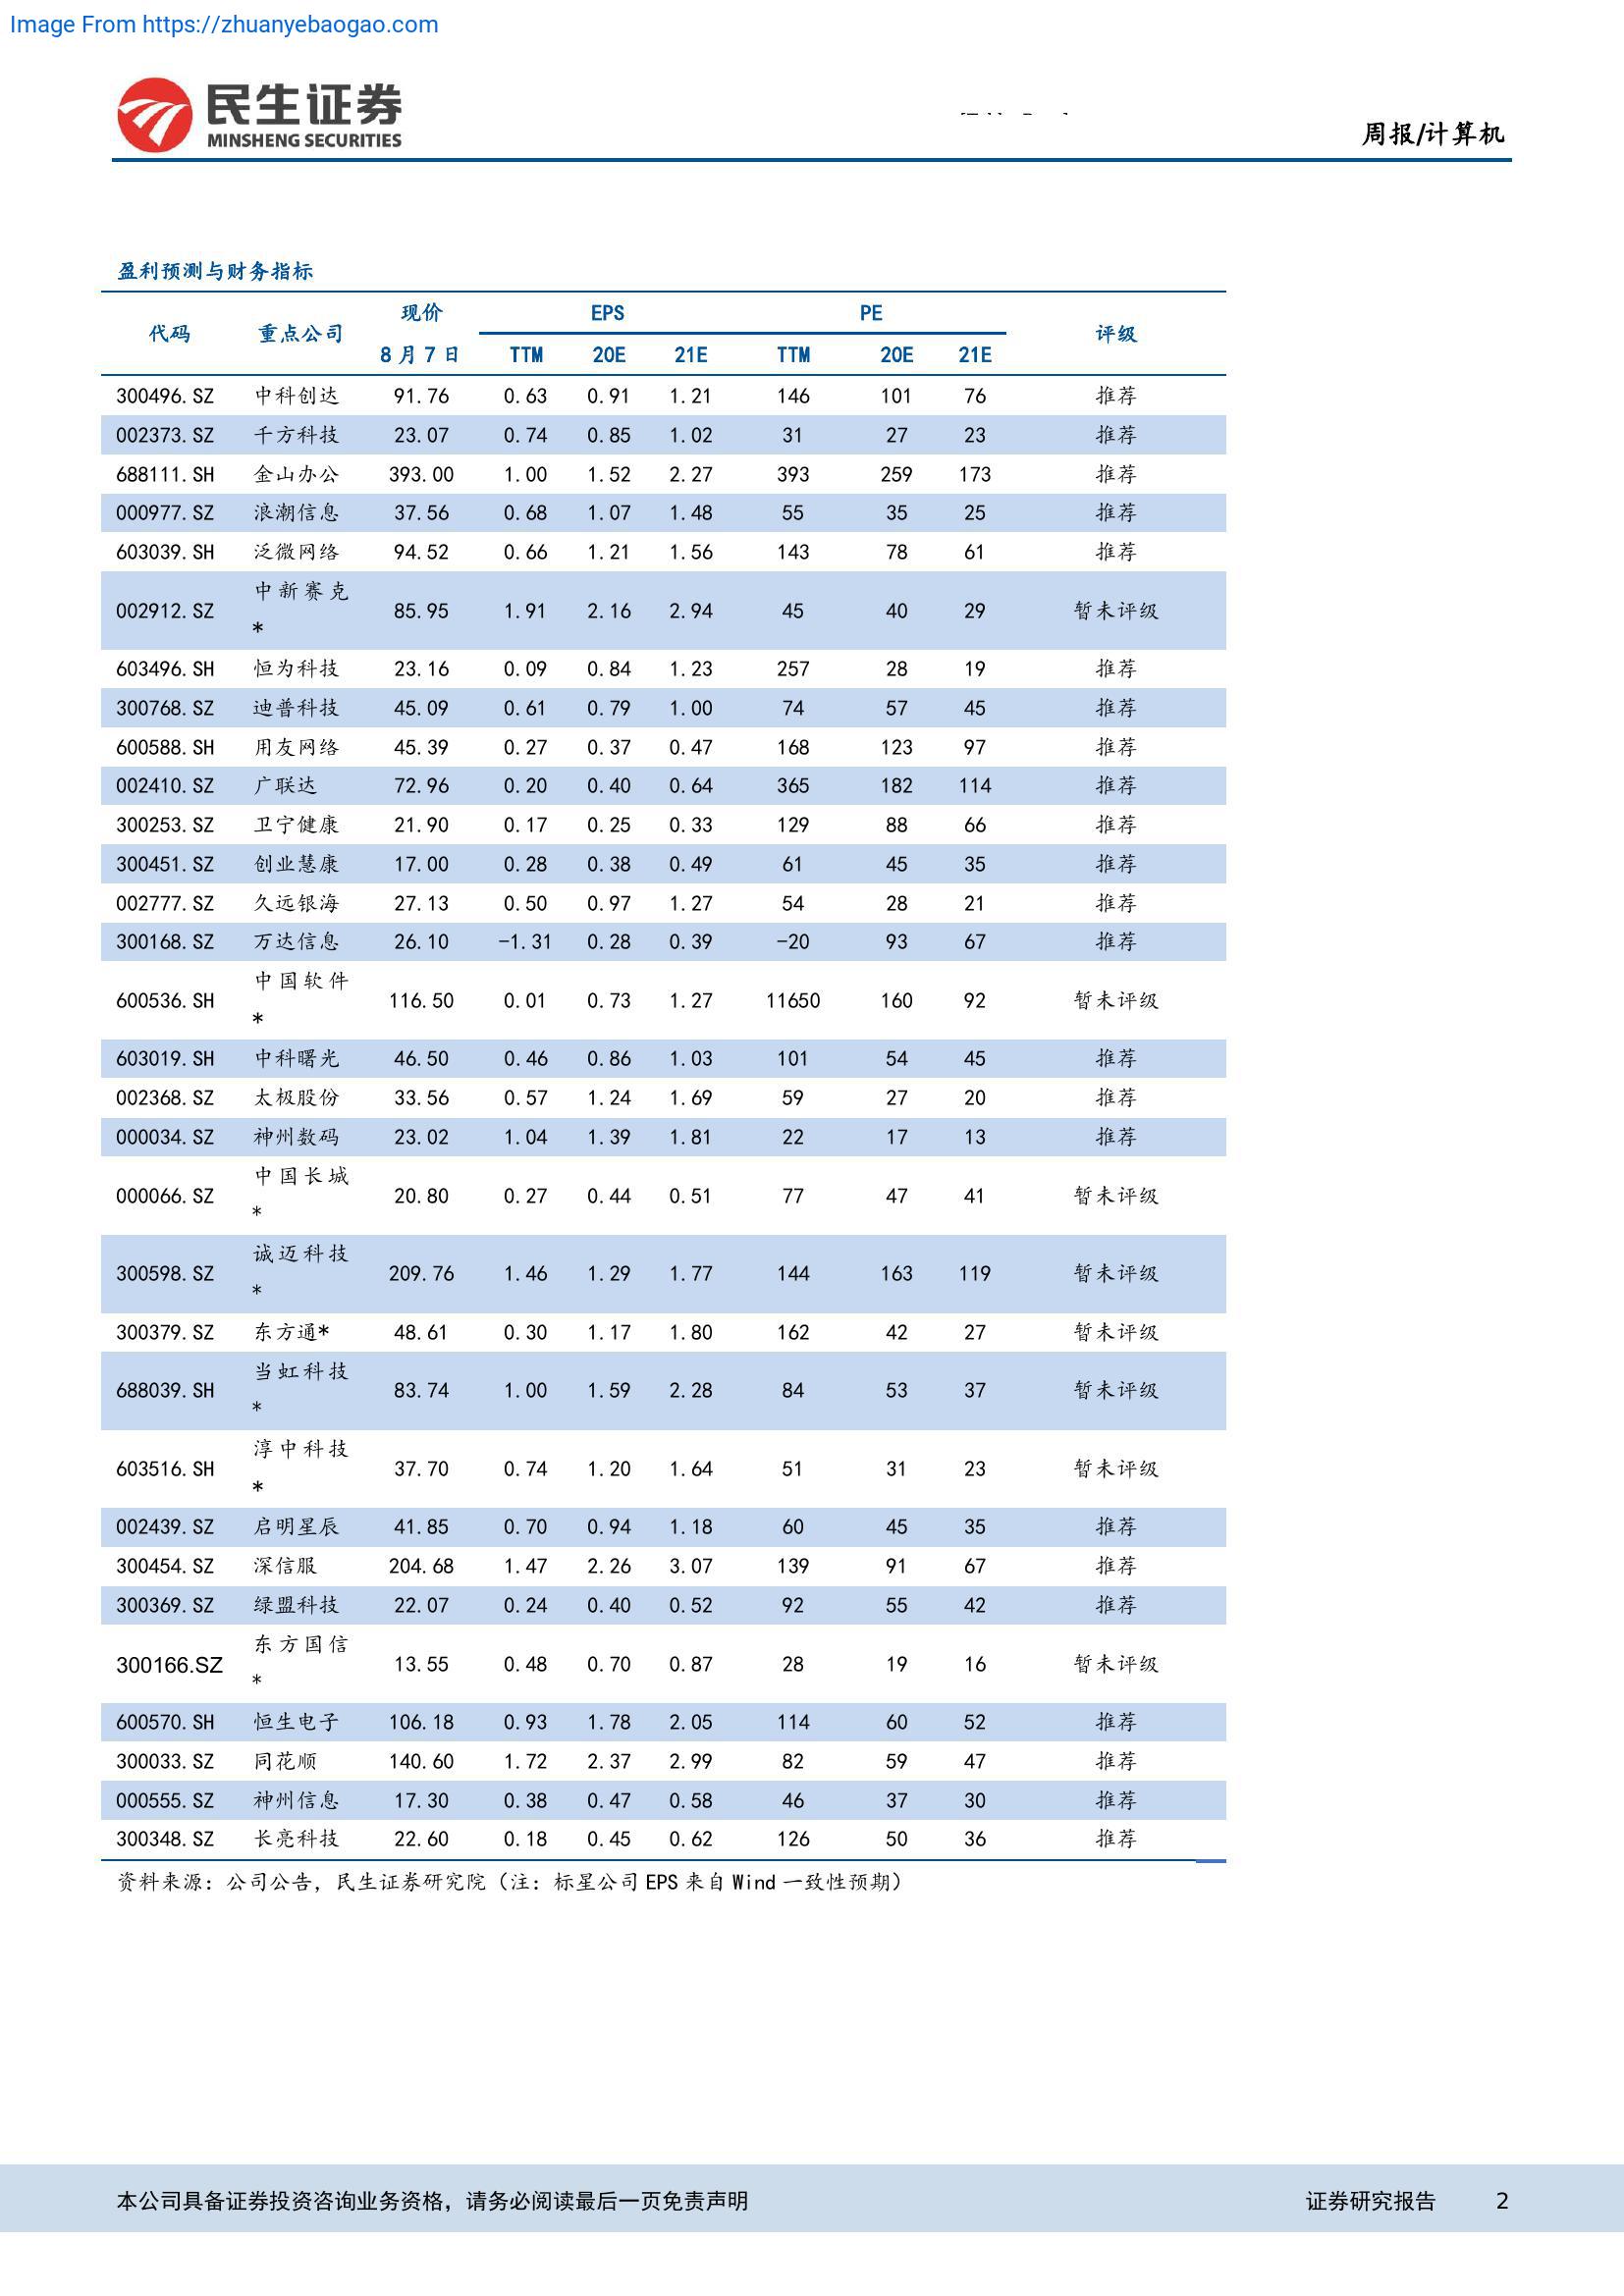 Image From https://zhuanyebaogao.com
民生证券
MINSHENG SECURITIES
周报/计算机
盈利预测与财务指标
代码 重点公司 现价 EPS PE 评级
8月7日 TTM 20E 21E TTM 20E 21E
300496.SZ 中科创达 91.76 0.63 0.91 1.21 146 101 76 推荐
002373.SZ 千方科技 23.07 0.74 0.85 1.02 31 27 23 推荐
688111.SH 金山办公 393.00 1.00 1.52 2.27 393 259 173 推荐
000977.SZ 浪潮信息 37.56 0.68 1.07 1.48 55 35 25 推荐
603039.SH 泛微网络 94.52 0.66 1.21 1.56 143 78 61 推荐
002912.SZ 中新赛克* 85.95 1.91 2.16 2.94 45 40 29 暂未评级
603496.SH 恒为科技 23.16 0.09 0.84 1.23 257 28 19 推荐
300768.SZ 迪普科技 45.09 0.61 0.79 1.00 74 57 45 推荐
600588.SH 用友网络 45.39 0.27 0.37 0.47 168 123 97 推荐
002410.SZ 广联达 72.96 0.20 0.40 0.64 365 182 114 推荐
300253.SZ 卫宁健康 21.90 0.17 0.25 0.33 129 88 66 推荐
300451.SZ 创业慧康 17.00 0.28 0.38 0.49 61 45 35 推荐
002777.SZ 久远银海 27.13 0.50 0.97 1.27 54 28 21 推荐
300168.SZ 万达信息 26.10 -1.31 0.28 0.39 -20 93 67 推荐
600536.SH 中国软件* 116.50 0.01 0.73 1.27 11650 160 92 暂未评级
603019.SH 中科曙光 46.50 0.46 0.86 1.03 101 54 45 推荐
002368.SZ 太极股份 33.56 0.57 1.24 1.69 59 27 20 推荐
000034.SZ 神州数码 23.02 1.04 1.39 1.81 22 17 13 推荐
000066.SZ 中国长城* 20.80 0.27 0.44 0.51 77 47 41 暂未评级
300598.SZ 诚迈科技* 209.76 1.46 1.29 1.77 144 163 119 暂未评级
300379.SZ 东方通* 48.61 0.30 1.17 1.80 162 42 27 暂未评级
688039.SH 当虹科技* 83.74 1.00 1.59 2.28 84 53 37 暂未评级
603516.SH 淳中科技* 37.70 0.74 1.20 1.64 51 31 23 暂未评级
002439.SZ 启明星辰 41.85 0.70 0.94 1.18 60 45 35 推荐
300454.SZ 深信服 204.68 1.47 2.26 3.07 139 91 67 推荐
300369.SZ 绿盟科技 22.07 0.24 0.40 0.52 92 55 42 推荐
300166.SZ 东方国信* 13.55 0.48 0.70 0.87 28 19 16 暂未评级
600570.SH 恒生电子 106.18 0.93 1.78 2.05 114 60 52 推荐
300033.SZ 同花顺 140.60 1.72 2.37 2.99 82 59 47 推荐
000555.SZ 神州信息 17.30 0.38 0.47 0.58 46 37 30 推荐
300348.SZ 长亮科技 22.60 0.18 0.45 0.62 126 50 36 推荐
资料来源：公司公告，民生证券研究院（注：标星公司EPS来自Wind一致性预期）
本公司具备证券投资咨询业务资格，请务必阅读最后一页免责声明 证券研究报告 2